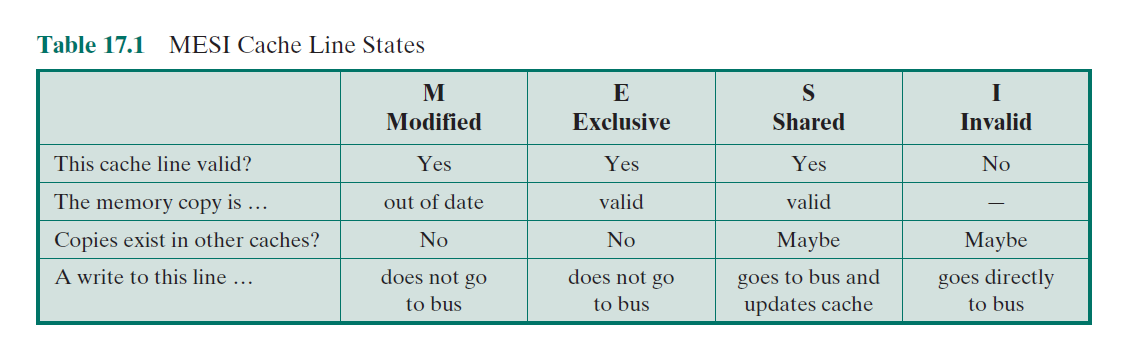 Table 17.1 MESI Cache Line States
M E S I
Modified Exclusive Shared Invalid
This cache line valid? Yes Yes Yes No
The memory copy is … out of date valid valid —
Copies exist in other caches? No No Maybe Maybe
A write to this line … does not go does not go goes to bus and goes directly
to bus to bus updates cache to bus